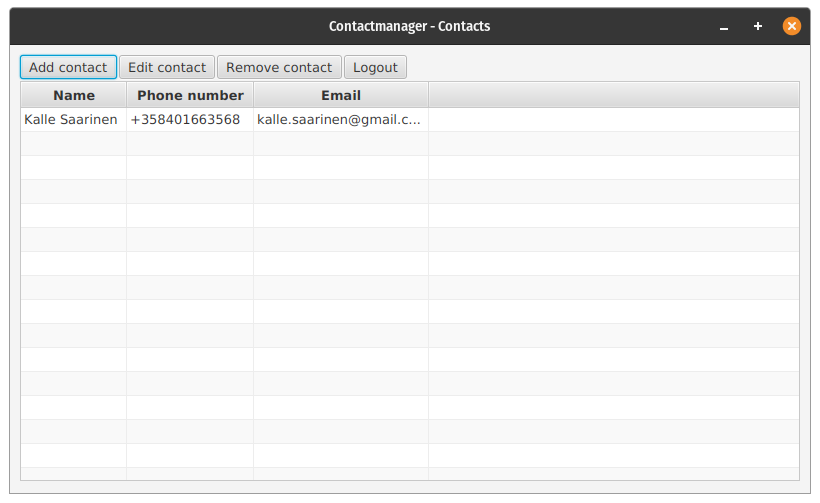 Contactmanager - Contacts
Add contact Edit contact Remove contact Logout
Name Phone number Email
Kalle Saarinen +358401663568 kalle.saarinen@gmail.c...